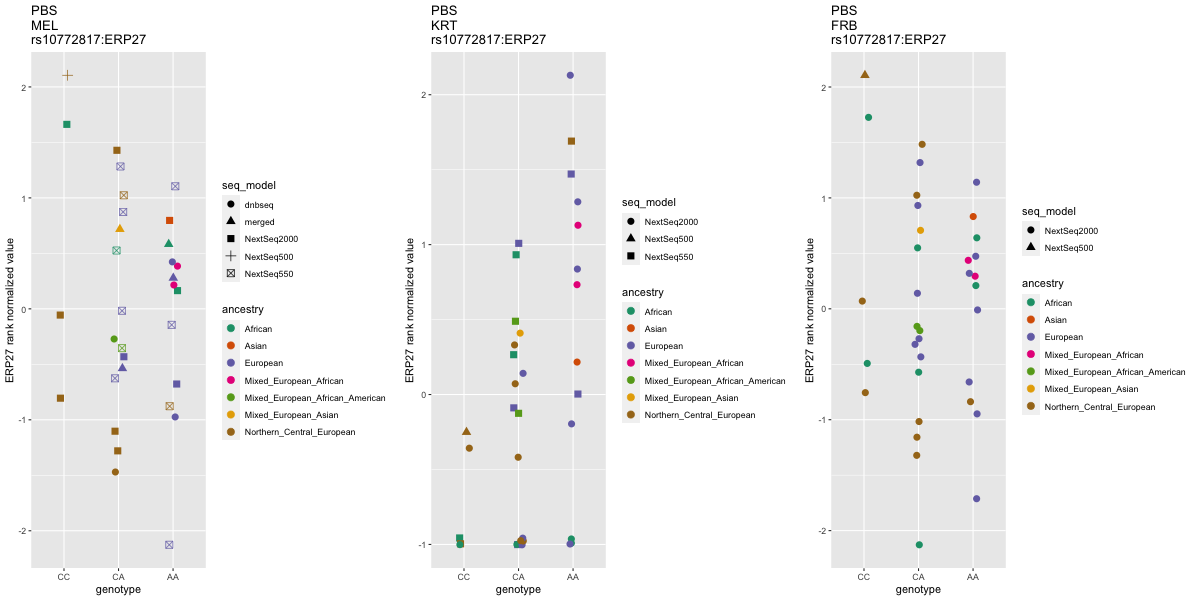 PBS
MEL
rs10772817:ERP27
ERP27 rank normalized value
2
1
0
-1
-2
CC
CA
AA
genotype
seq_model
dnbseq
merged
NextSeq2000
NextSeq500
NextSeq550
ancestry
African
Asian
European
Mixed_European_African
Mixed_European_African_American
Mixed_European_Asian
Northern_Central_European
PBS
KRT
rs10772817:ERP27
ERP27 rank normalized value
2
1
0
-1
CC
CA
AA
genotype
seq_model
NextSeq2000
NextSeq500
NextSeq550
ancestry
African
Asian
European
Mixed_European_African
Mixed_European_African_American
Mixed_European_Asian
Northern_Central_European
PBS
FRB
rs10772817:ERP27
ERP27 rank normalized value
2
1
0
-1
-2
CC
CA
AA
genotype
seq_model
NextSeq2000
NextSeq500
ancestry
African
Asian
European
Mixed_European_African
Mixed_European_African_American
Mixed_European_Asian
Northern_Central_European